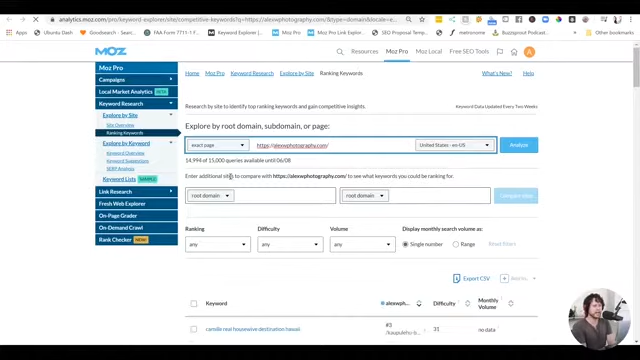 analytics.moz.com/pro/keyword-explorer/site/competitive-keywords?q=https://alexwphotography.com/&type=domain&locale=e...
Apps Ubuntu Dash Goodsearch - Search FAA Form 7711-1 Keyword Explorer | Moz Pro Moz Pro Link Explor... SEO Proposal Temp... metronome Buzzsprout Podcast
MOZ
Resources Moz Pro Moz Local Free SEO Tools
A
Moz Pro
Campaigns
Local Market Analytics BETA
Keyword Research
Explore by Site
Site Overview
Ranking Keywords
Explore by Keyword
Keyword Overview
Keyword Suggestions
SERP Analysis
Keyword Lists
Link Research
Fresh Web Explorer
On-Page Grader
On-Demand Crawl
Rank Checker NEW!
Home Moz Pro Keyword Research Explore by Site Ranking Keywords What's New! Help
Research by site to identify top ranking keywords and gain competitive insights. Keyword Data Updated Every Two Weeks
Explore by root domain, subdomain, or page:
exact page https://alexwphotography.com/ United States - en-US Analyze
14,994 of 15,000 queries available until 06/08
Enter additional sites to compare with https://alexwphotography.com/ to see what keywords you could be ranking for.
root domain root domain Compare Sites
Ranking Difficulty Volume Display monthly search volume as:
any any any Single number Range Reset filters
Export CSV Add to...
Keyword alexwph... Difficulty Monthly Volume
camille real housewive destination hawaii #3 /kaupulehu-b... 31 no data